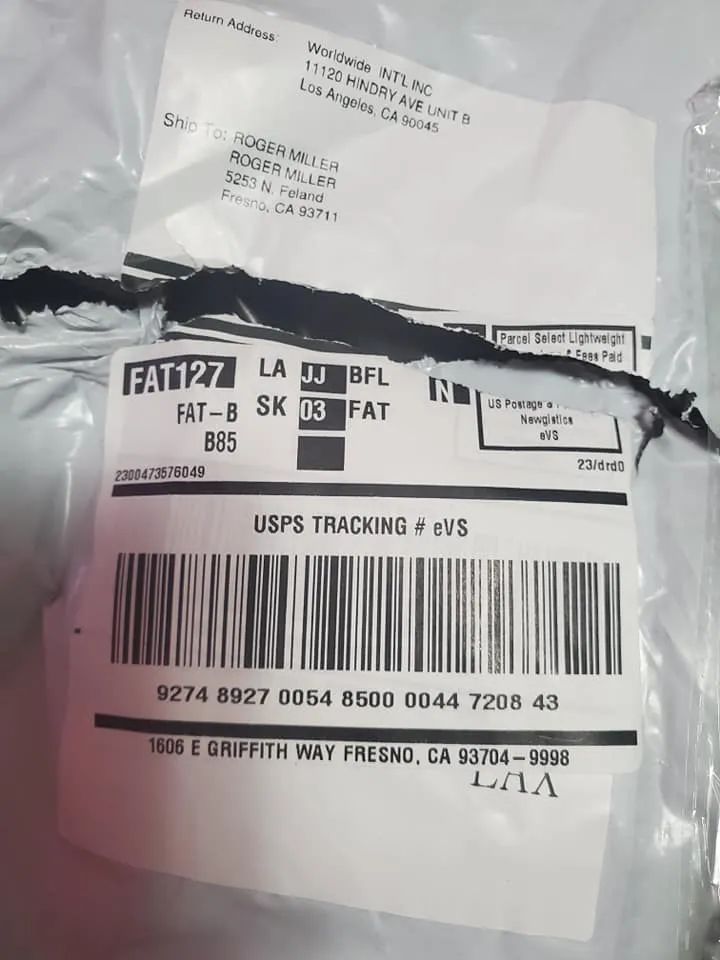 Return Address:
Worldwide INT'L INC
11120 HINDRY AVE UNIT B
Los Angeles, CA 90045
Ship To: ROGER MILLER
ROGER MILLER
5253 N. Feland
Fresno, CA 93711
Parcel Select Lightweight
& Fees Paid
FAT127 LA JJ BFL N
FAT-B SK 03 FAT
B85
US Postage
Newgistics
eVS
2300473576049
23/drd0
USPS TRACKING # eVS
9274 8927 0054 8500 0044 7208 43
1606 E GRIFFITH WAY FRESNO, CA 93704-9998
LAX